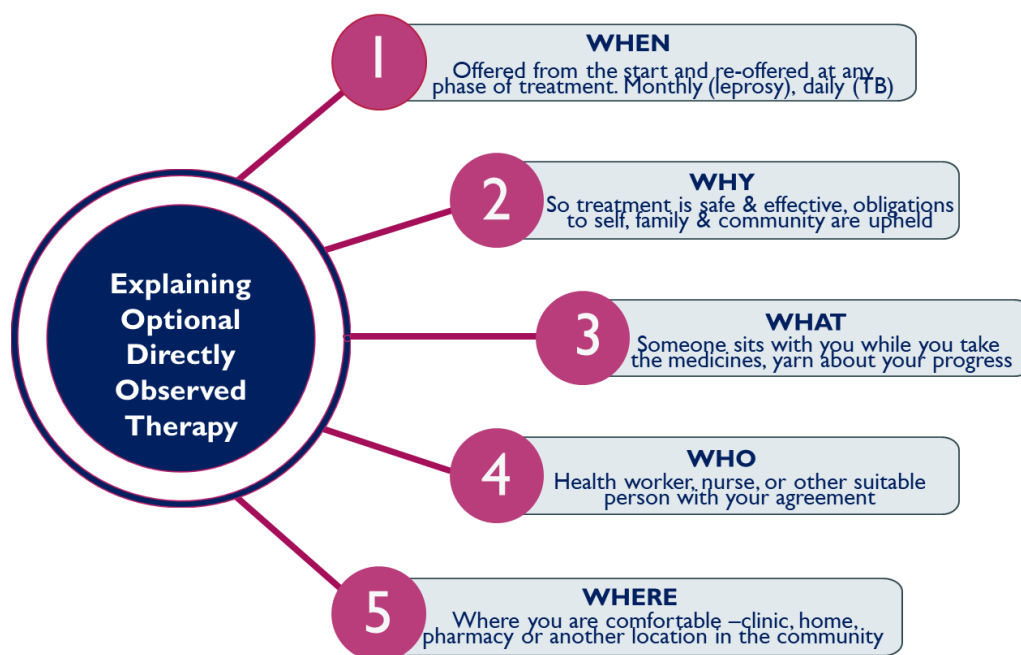 Explaining
Optional
Directly
Observed
Therapy
1
WHEN
Offered from the start and re-offered at any
phase of treatment. Monthly (leprosy), daily (TB)
2
WHY
So treatment is safe & effective, obligations
to self, family & community are upheld
3
WHAT
Someone sits with you while you take
the medicines, yarn about your progress
4
WHO
Health worker, nurse, or other suitable
person with your agreement
5
WHERE
Where you are comfortable –clinic, home,
pharmacy or another location in the community